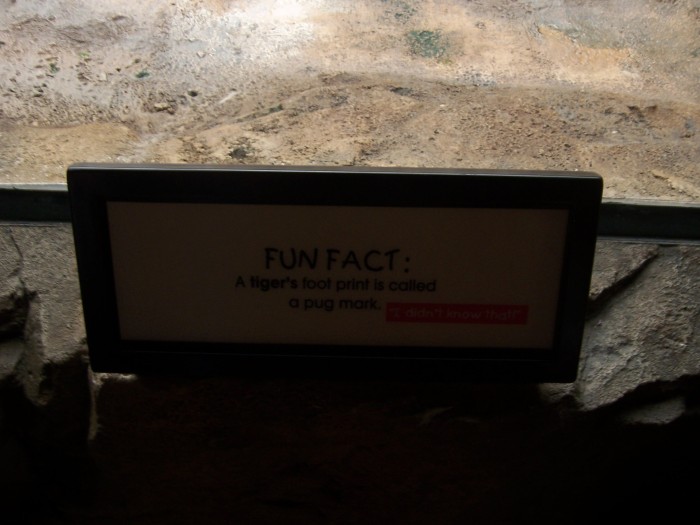 FUN FACT:
A tiger's foot print is called
a pug mark.
"I didn't know that!"